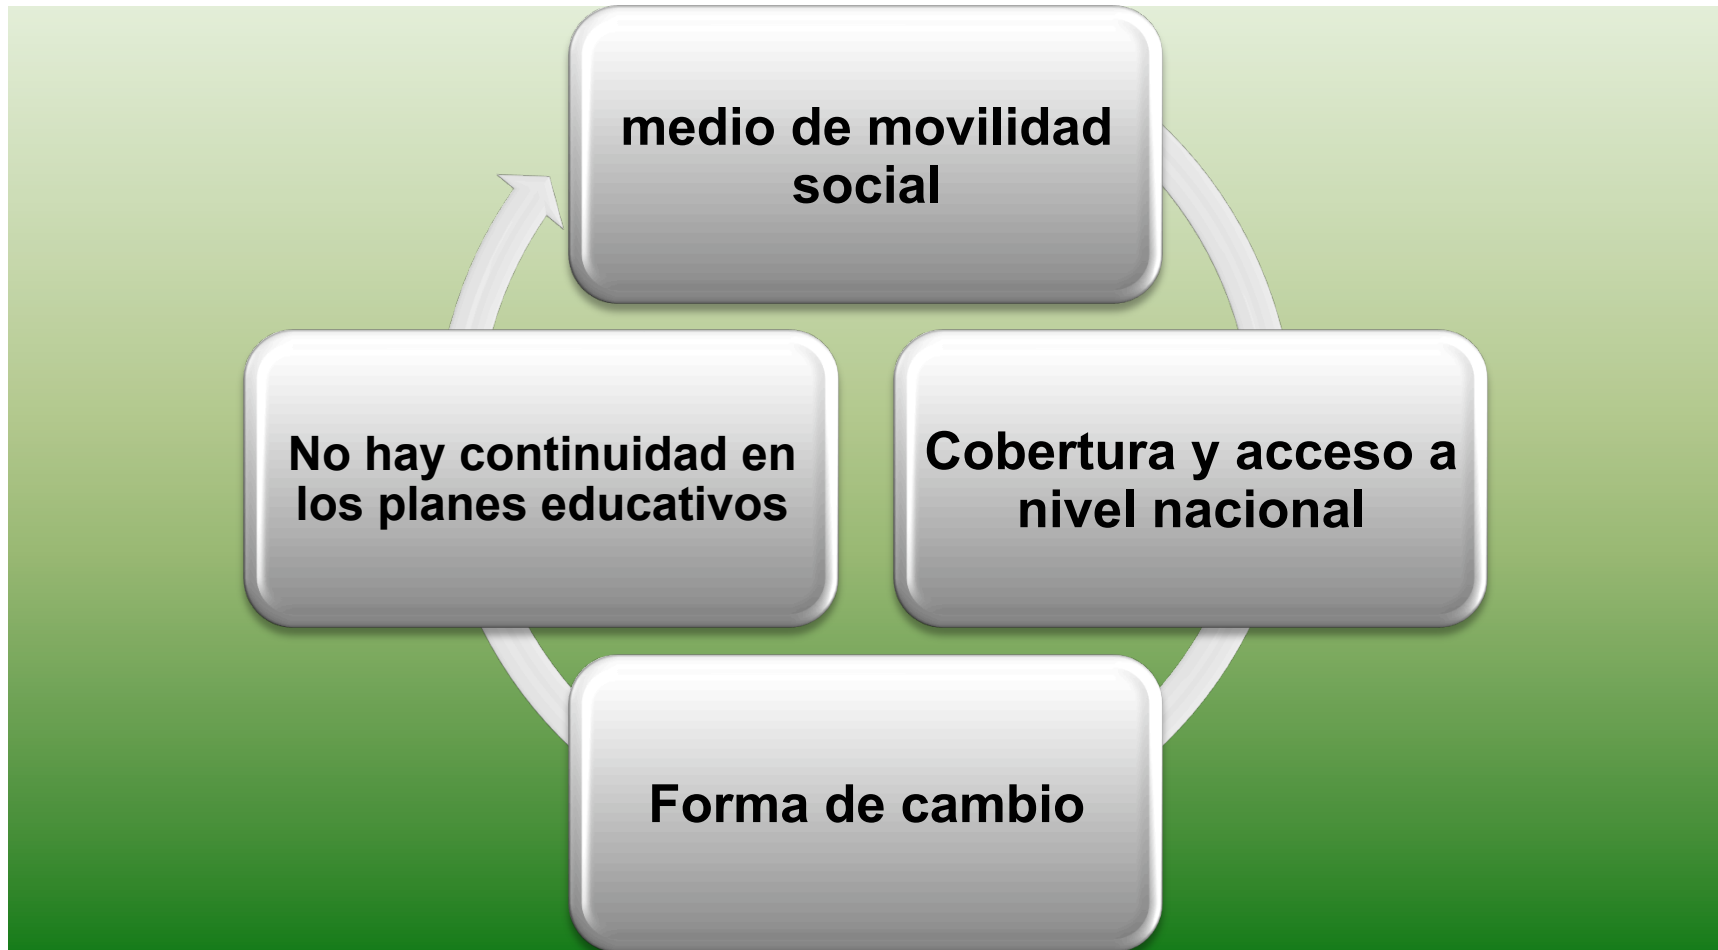 medio de movilidad
social
No hay continuidad en
los planes educativos
Cobertura y acceso a
nivel nacional
Forma de cambio